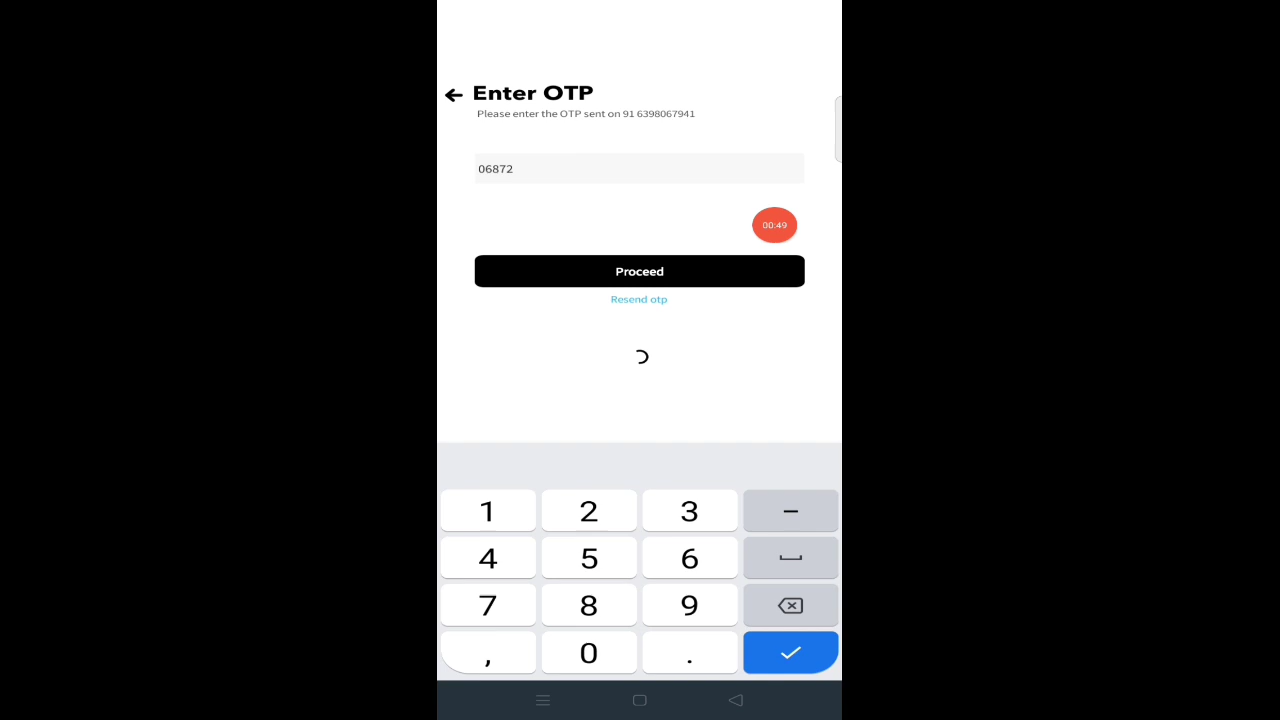 Enter OTP
Please enter the OTP sent on 91 6398067941
06872
00:49
Proceed
Resend otp
1 2 3 –
4 5 6
7 8 9
, 0 .